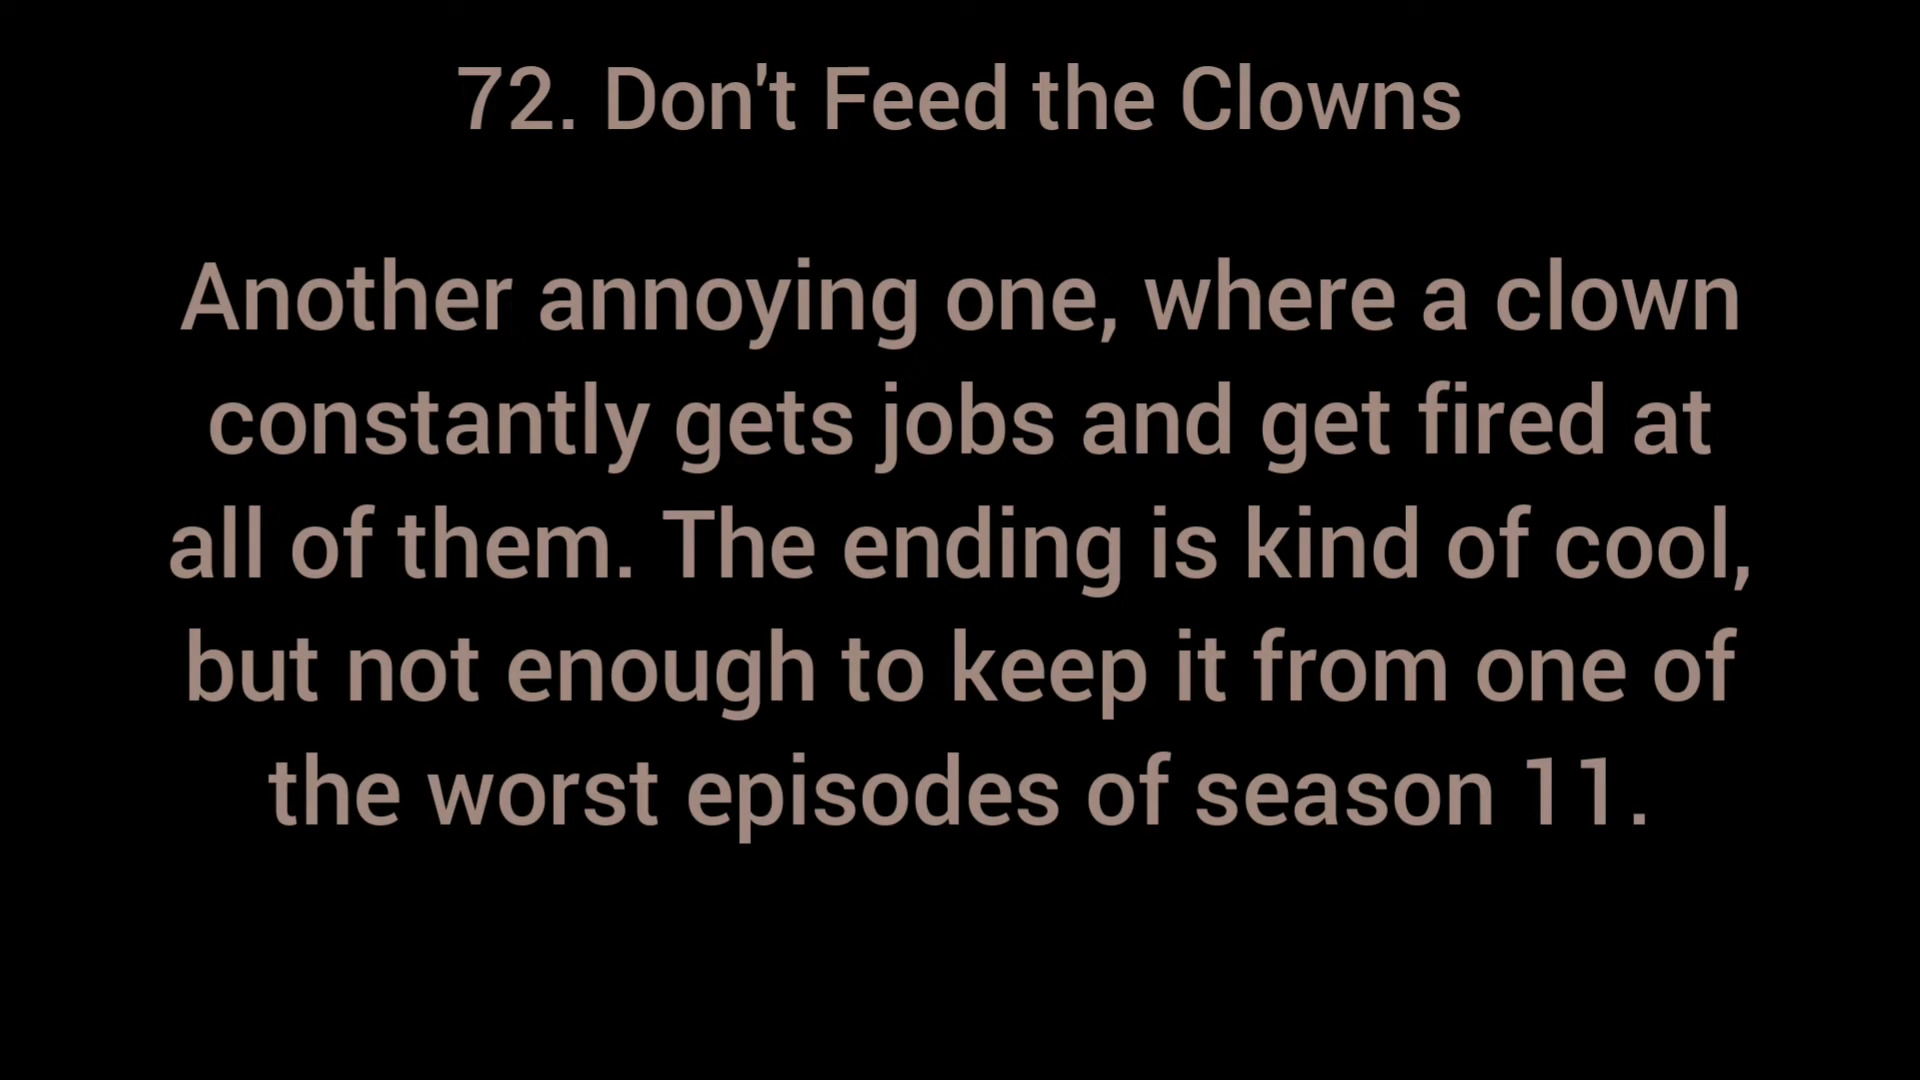 72. Don't Feed the Clowns
Another annoying one, where a clown
constantly gets jobs and get fired at
all of them. The ending is kind of cool,
but not enough to keep it from one of
the worst episodes of season 11.